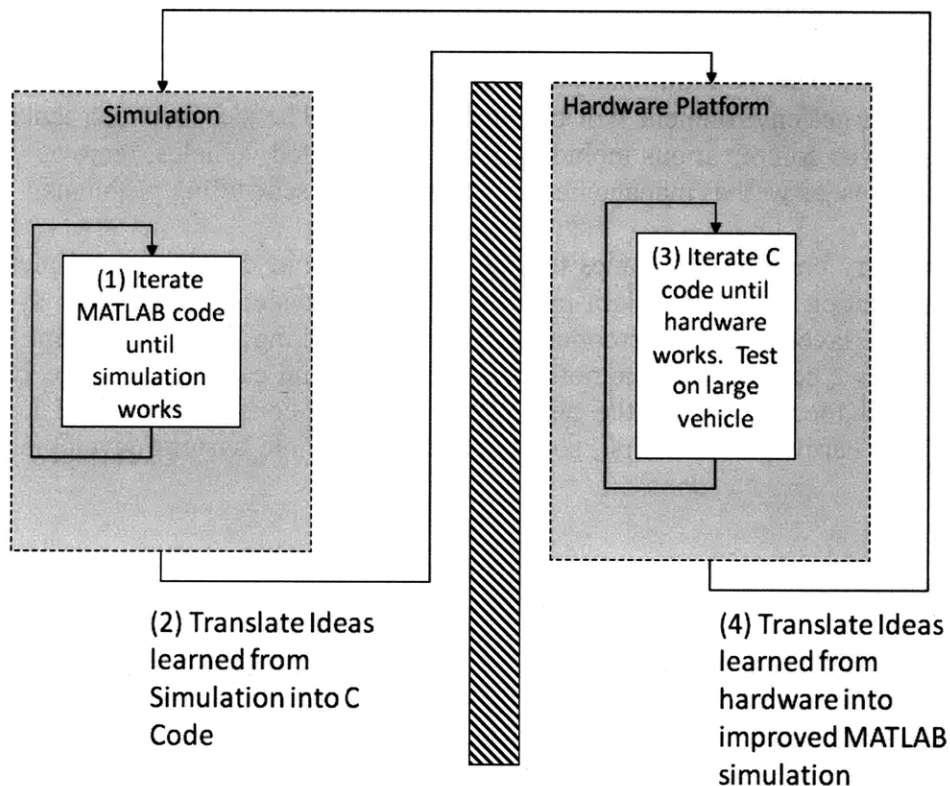 Simulation
(1) Iterate
MATLAB code
until
simulation
works
(2) Translate Ideas
learned from
Simulation into C
Code
Hardware Platform
(3) Iterate C
code until
hardware
works. Test
on large
vehicle
(4) Translate Ideas
learned from
hardware into
improved MATLAB
simulation